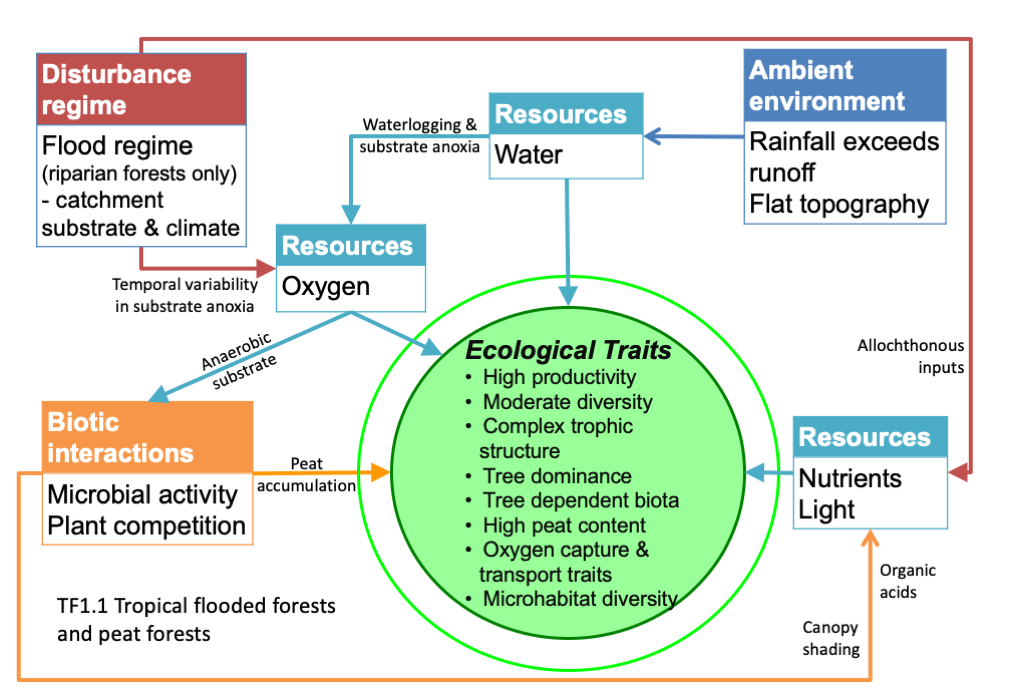 Disturbance
regime
Flood regime
(riparian forests only)
- catchment
substrate & climate
Waterlogging &
substrate anoxia
Resources
Water
Ambient
environment
Rainfall exceeds
runoff
Flat topography
Resources
Oxygen
Temporal variability
in substrate anoxia
Anaerobic
substrate
Ecological Traits
• High productivity
• Moderate diversity
• Complex trophic
structure
• Tree dominance
• Tree dependent biota
• High peat content
• Oxygen capture &
transport traits
• Microhabitat diversity
Allochthonous
inputs
Biotic
interactions
Microbial activity
Plant competition
Peat
accumulation
Resources
Nutrients
Light
Organic
acids
Canopy
shading
TF1.1 Tropical flooded forests
and peat forests